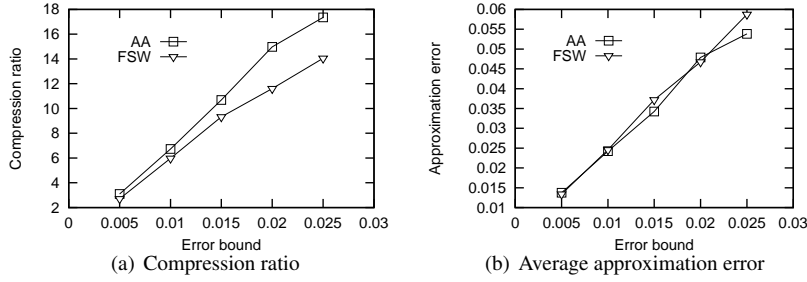 18
16
14
12
10
8
6
4
2
Compression ratio
AA
FSW
0 0.005 0.01 0.015 0.02 0.025 0.03
Error bound
(a) Compression ratio
0.06
0.055
0.05
0.045
0.04
0.035
0.03
0.025
0.02
0.015
0.01
Approximation error
AA
FSW
0 0.005 0.01 0.015 0.02 0.025 0.03
Error bound
(b) Average approximation error